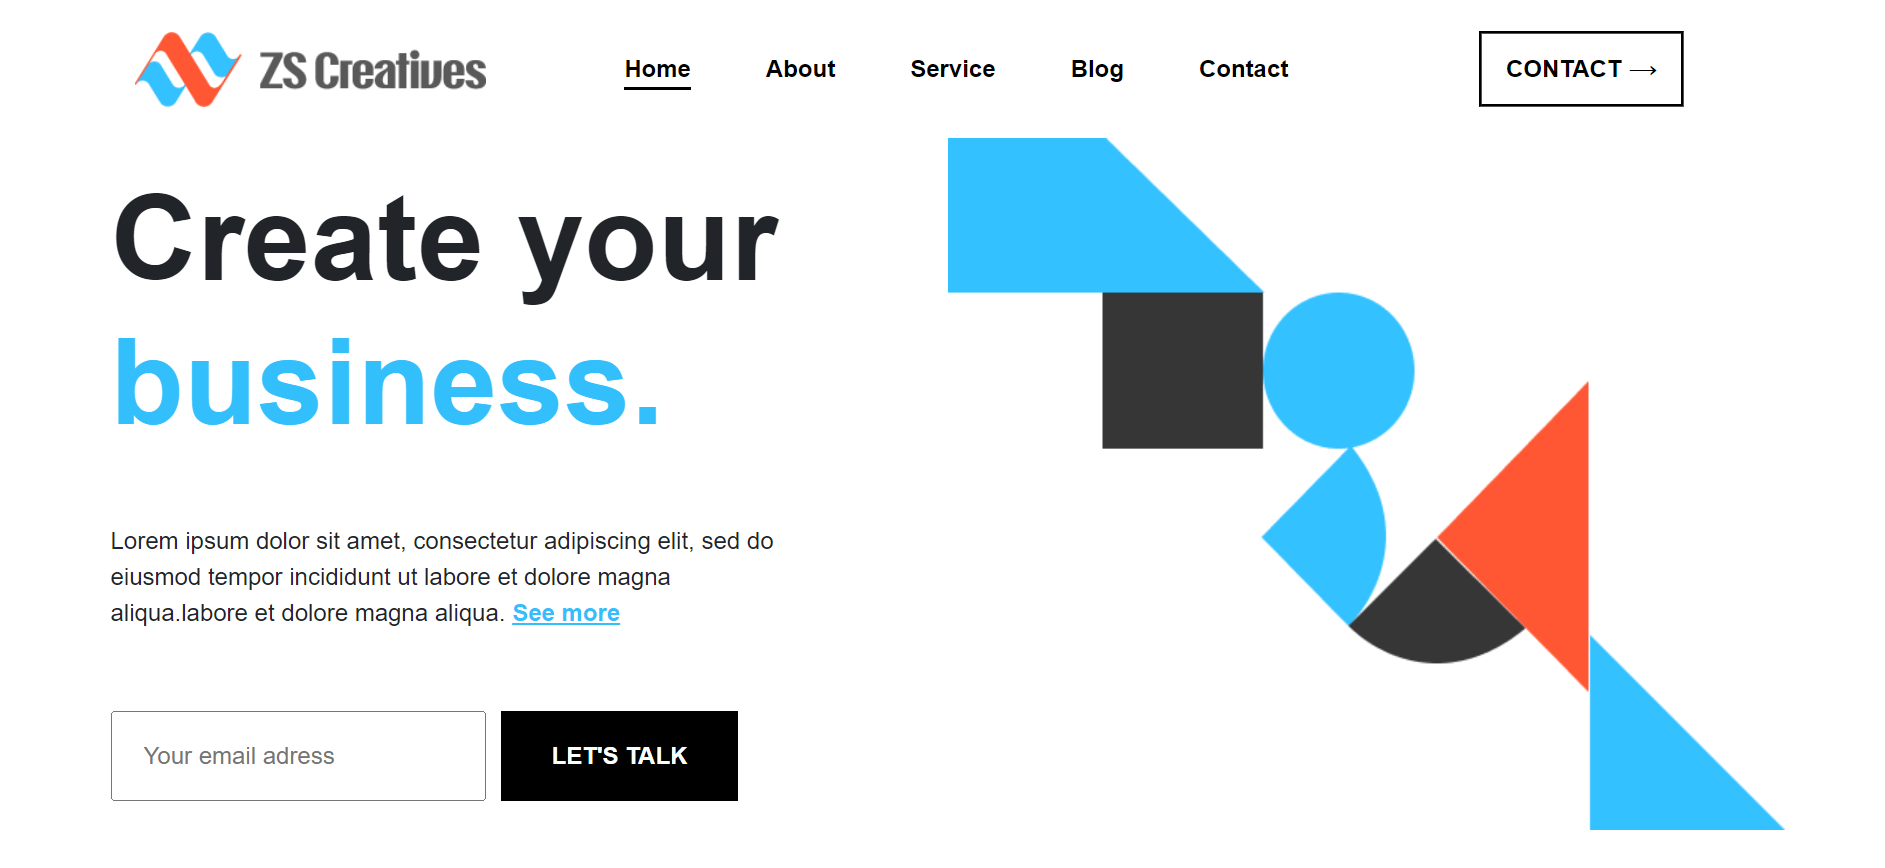 ZS Creatives
Home About Service Blog Contact
CONTACT →
Create your
business.
Lorem ipsum dolor sit amet, consectetur adipiscing elit, sed do
eiusmod tempor incididunt ut labore et dolore magna
aliqua.labore et dolore magna aliqua. See more
Your email adress
LET'S TALK